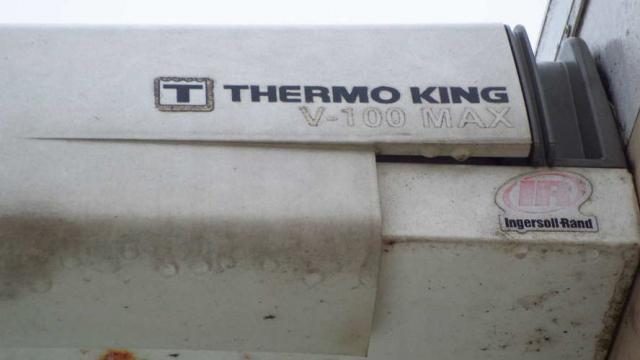 T THERMO KING
V-100 MAX
IR
Ingersoll-Rand